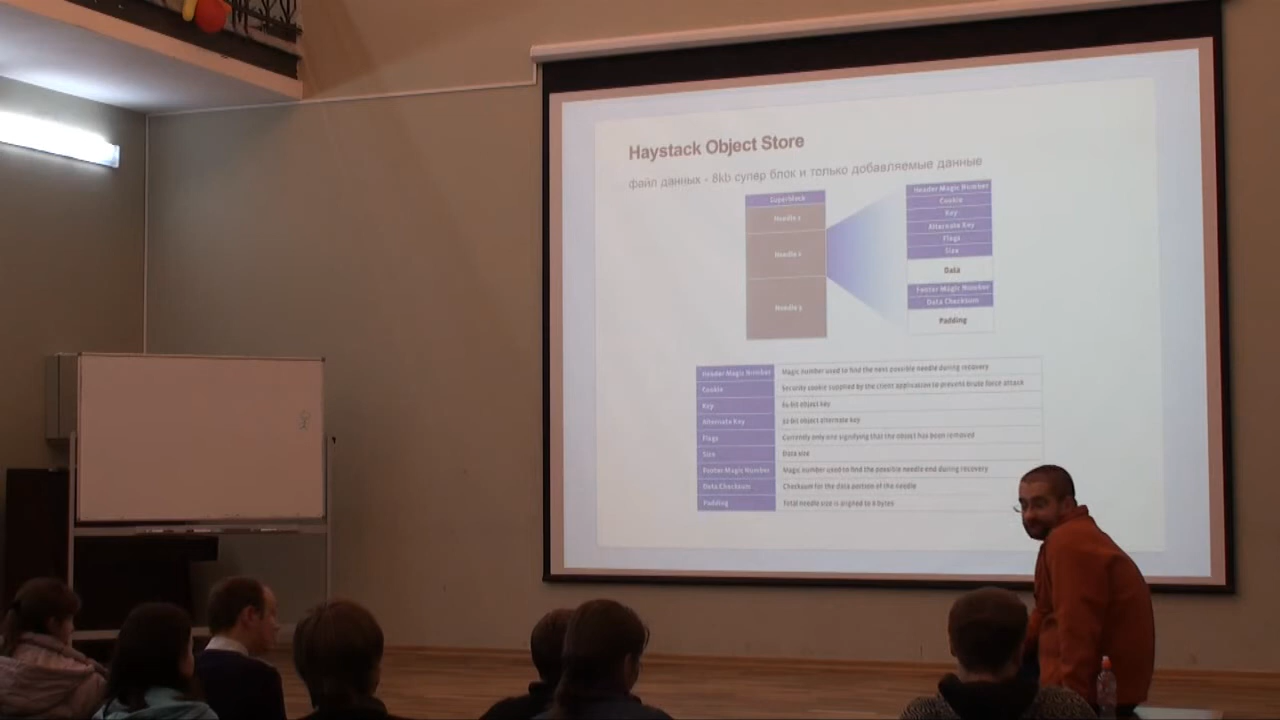 Haystack Object Store
файл данных - 8kb супер блок и только добавляемые данные
Superblock
Needle 1
Needle 2
Needle 3
Header Magic Number
Cookie
Key
Alternate Key
Flags
Size
Data
Footer Magic Number
Data Checksum
Padding
Header Magic Number Magic number used to find the next possible needle during recovery
Cookie Security cookie supplied by the client application to prevent brute force attack
Key 64-bit object key
Alternate Key 32-bit object alternate key
Flags Currently only one signifying that the object has been removed
Size Data size
Footer Magic Number Magic number used to find the possible needle end during recovery
Data Checksum Checksum for the data portion of the needle
Padding Total needle size is aligned to 8 bytes